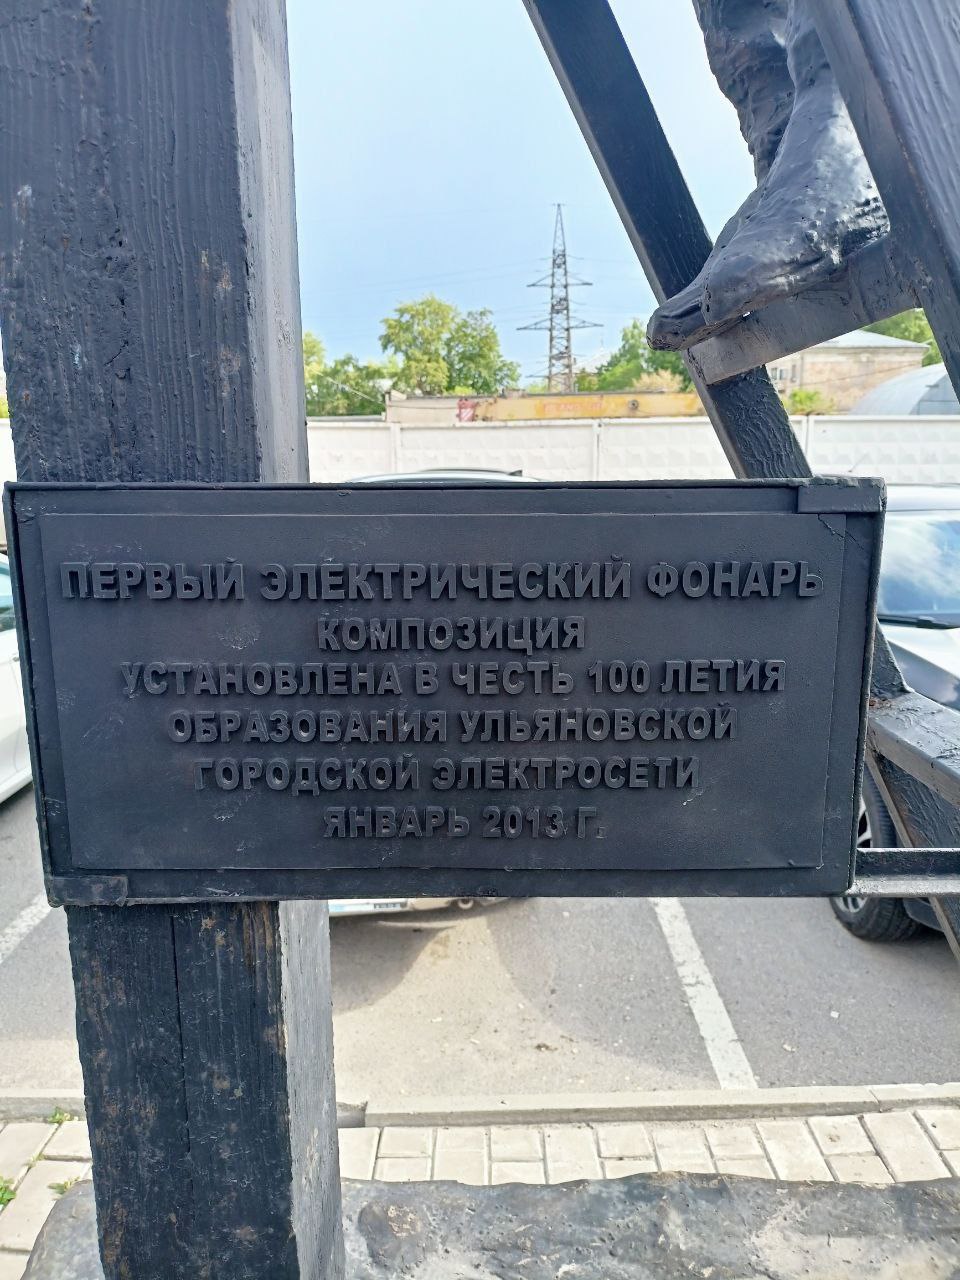 ПЕРВЫЙ ЭЛЕКТРИЧЕСКИЙ ФОНАРЬ
КОМПОЗИЦИЯ
УСТАНОВЛЕНА В ЧЕСТЬ 100 ЛЕТИЯ
ОБРАЗОВАНИЯ УЛЬЯНОВСКОЙ
ГОРОДСКОЙ ЭЛЕКТРОСЕТИ
ЯНВАРЬ 2013 Г.